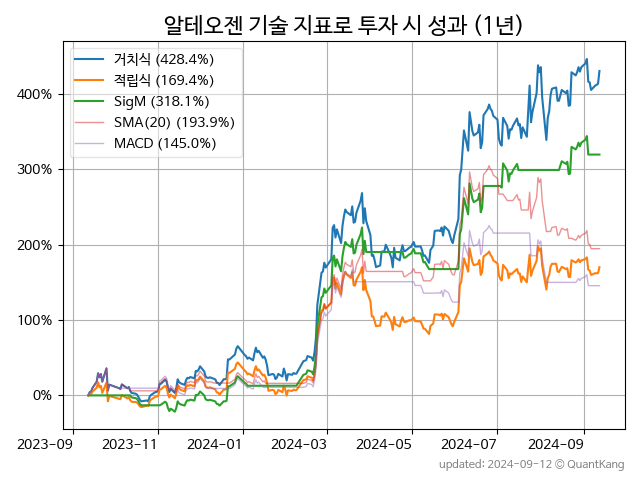 알테오젠 기술 지표로 투자 시 성과 (1년)
거치식 (428.4%)
적립식 (169.4%)
SigM (318.1%)
SMA(20) (193.9%)
MACD (145.0%)
400%
300%
200%
100%
0%
2023-09 2023-11 2024-01 2024-03 2024-05 2024-07 2024-09
updated: 2024-09-12 ⓒ QuantKang